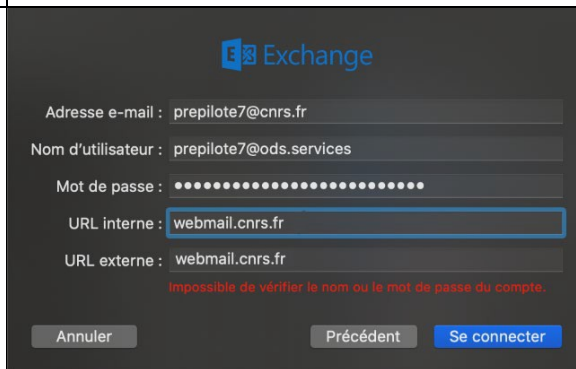 Exchange
Adresse e-mail : prepilote7@cnrs.fr
Nom d'utilisateur : prepilote7@ods.services
Mot de passe : ●●●●●●●●●●●●●●●●●●●●●●●●●●
URL interne : webmail.cnrs.fr
URL externe : webmail.cnrs.fr
Impossible de vérifier le nom ou le mot de passe du compte.
Annuler Précédent Se connecter